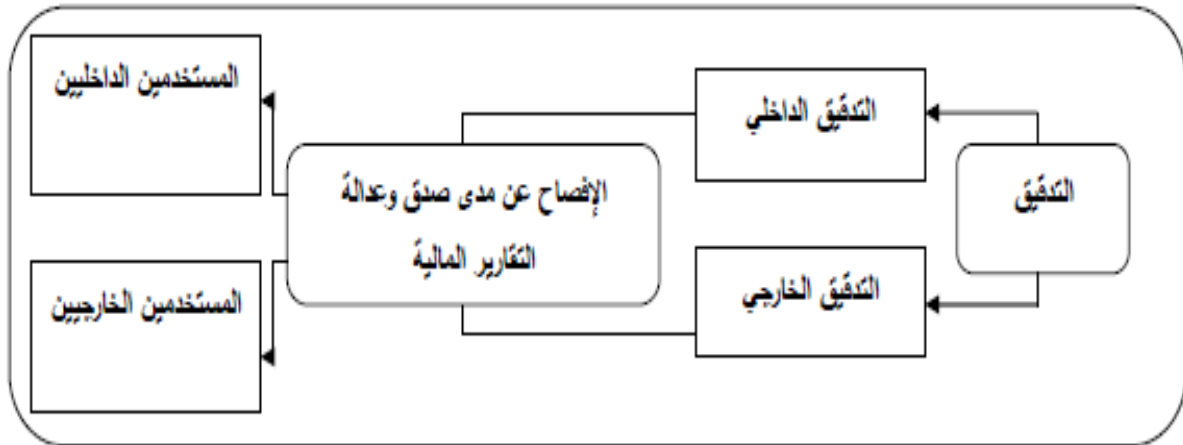 التدقيق
التدقيق الداخلي
التدقيق الخارجي
الإفصاح عن مدى صدق وعدالة
التقارير المالية
المستخدمين الداخليين
المستخدمين الخارجيين